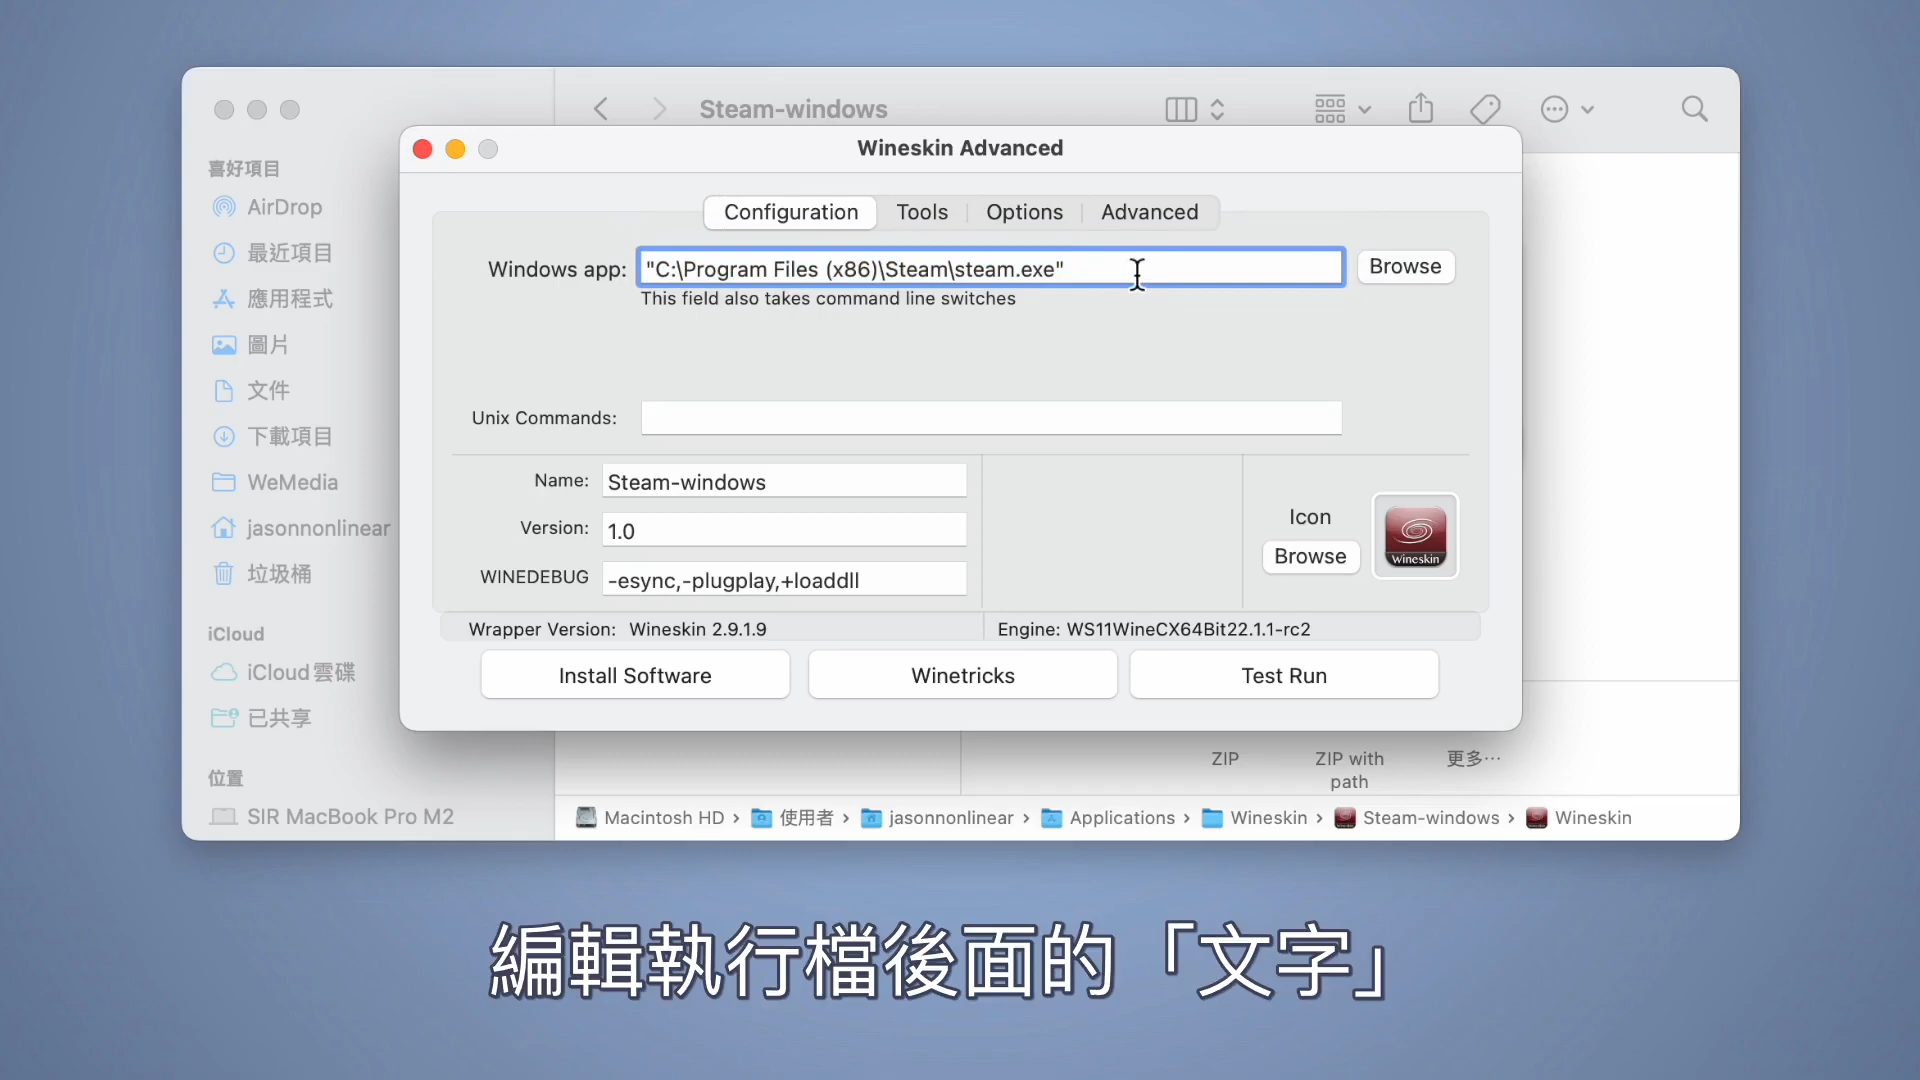 Steam-windows
喜好項目
AirDrop
最近項目
應用程式
圖片
文件
下載項目
WeMedia
jasonnonlinear
垃圾桶
iCloud
iCloud雲碟
已共享
位置
SIR MacBook Pro M2
Wineskin Advanced
Configuration Tools Options Advanced
Windows app: "C:\Program Files (x86)\Steam\steam.exe" Browse
This field also takes command line switches
Unix Commands:
Name: Steam-windows
Version: 1.0
WINEDEBUG -esync,-plugplay,+loaddll
Icon
Browse
Wineskin
Wrapper Version: Wineskin 2.9.1.9 Engine: WS11WineCX64Bit22.1.1-rc2
Install Software Winetricks Test Run
ZIP ZIP with path 更多…
Macintosh HD › 使用者 › jasonnonlinear › Applications › Wineskin › Steam-windows › Wineskin
編輯執行檔後面的「文字」